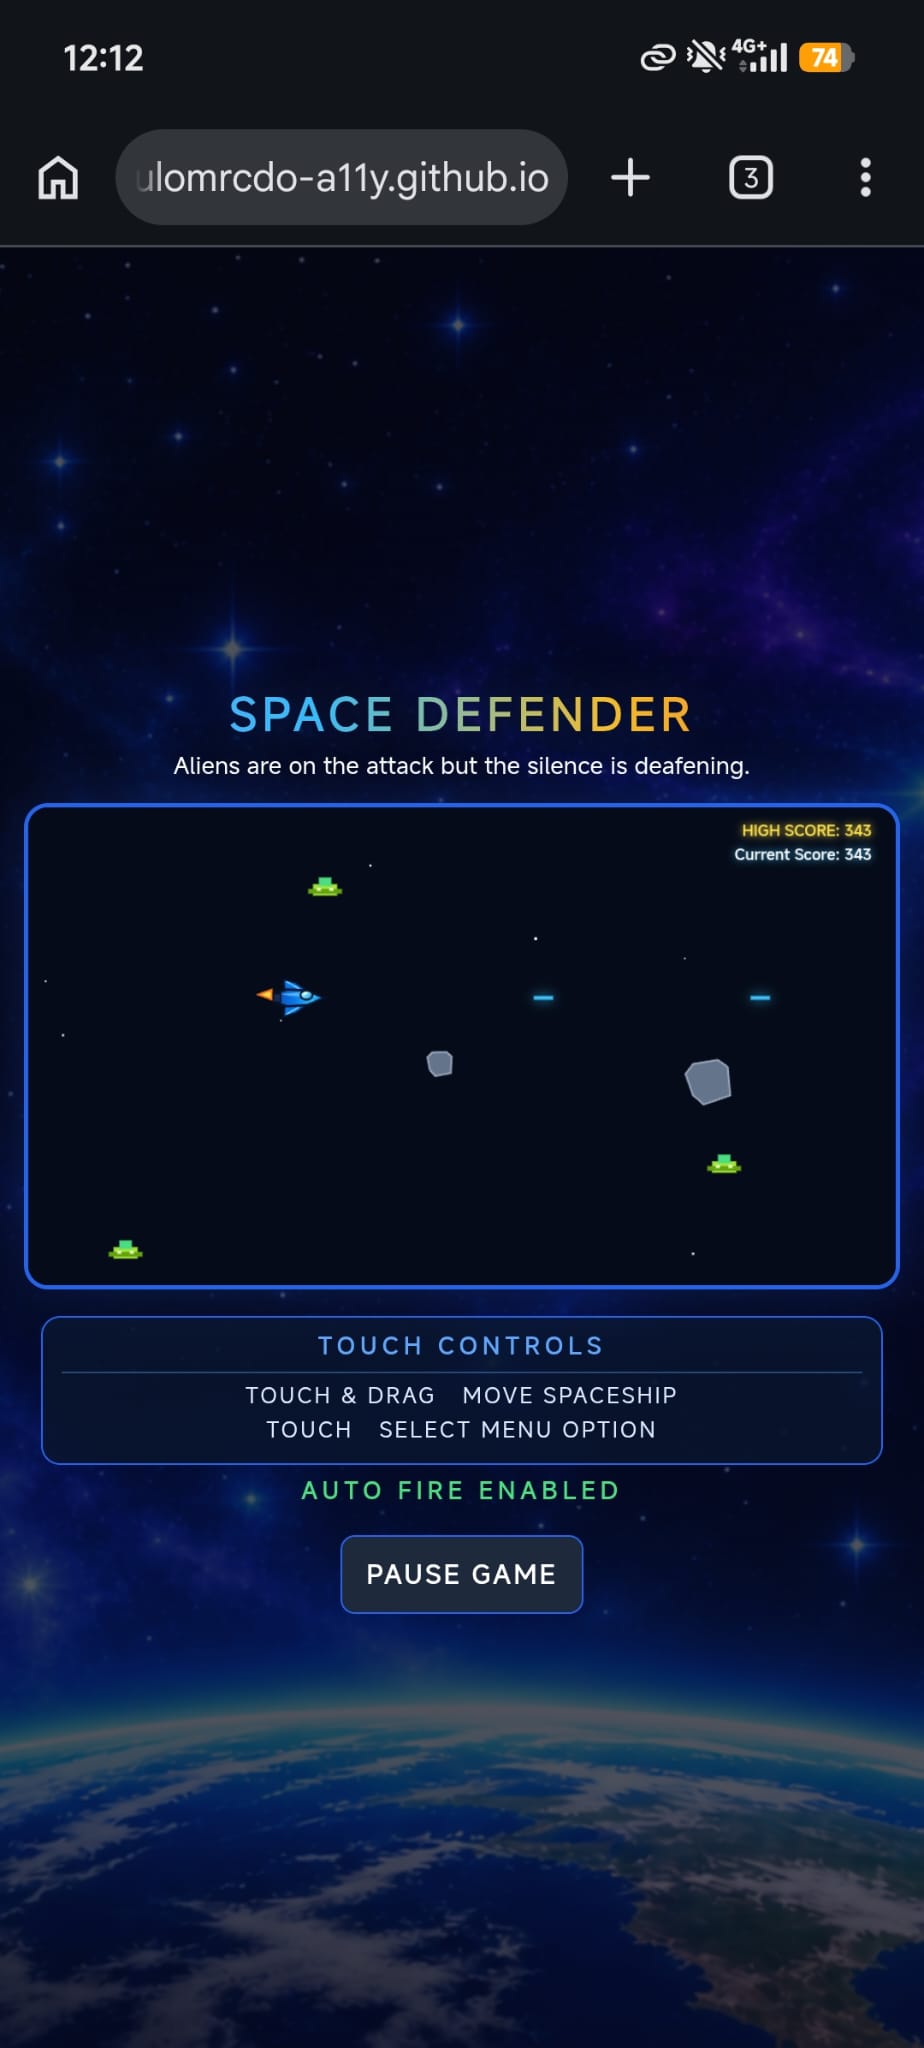 12:12
4G+
74
ulomrcdo-a11y.github.io
3
SPACE DEFENDER
Aliens are on the attack but the silence is deafening.
HIGH SCORE: 343
Current Score: 343
TOUCH CONTROLS
TOUCH & DRAG MOVE SPACESHIP
TOUCH SELECT MENU OPTION
AUTO FIRE ENABLED
PAUSE GAME